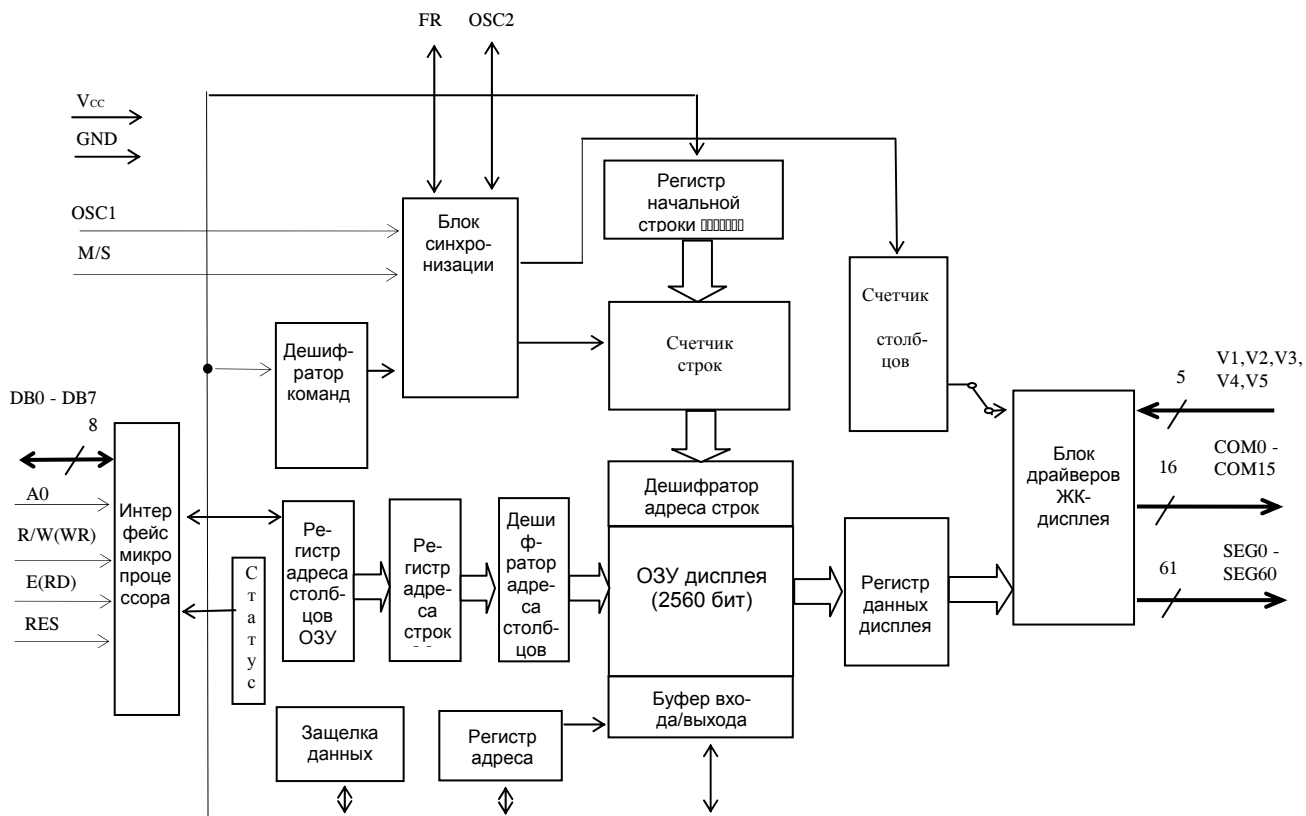 FR OSC2
Vcc
GND
OSC1
M/S
Блок
синхро-
низации
Регистр
начальной
строки
Счетчик
столб-
цов
Счетчик
строк
Дешиф-
ратор
команд
DB0 - DB7
8
A0
R/W(WR)
E(RD)
RES
Интер
фейс
микро
проце
ссора
Статус
Ре-
гистр
адреса
столб-
цов
ОЗУ
Ре-
гистр
адре-
са
строк
Деши
ф-
ратор
адре-
са
столб-
цов
Дешифратор
адреса строк
ОЗУ дисплея
(2560 бит)
Буфер вхо-
да/выхода
Защелка
данных
Регистр
адреса
Регистр
данных
дисплея
Блок
драйверов
ЖК-
дисплея
V1,V2,V3,
V4,V5
5
COM0 -
COM15
16
SEG0 -
SEG60
61